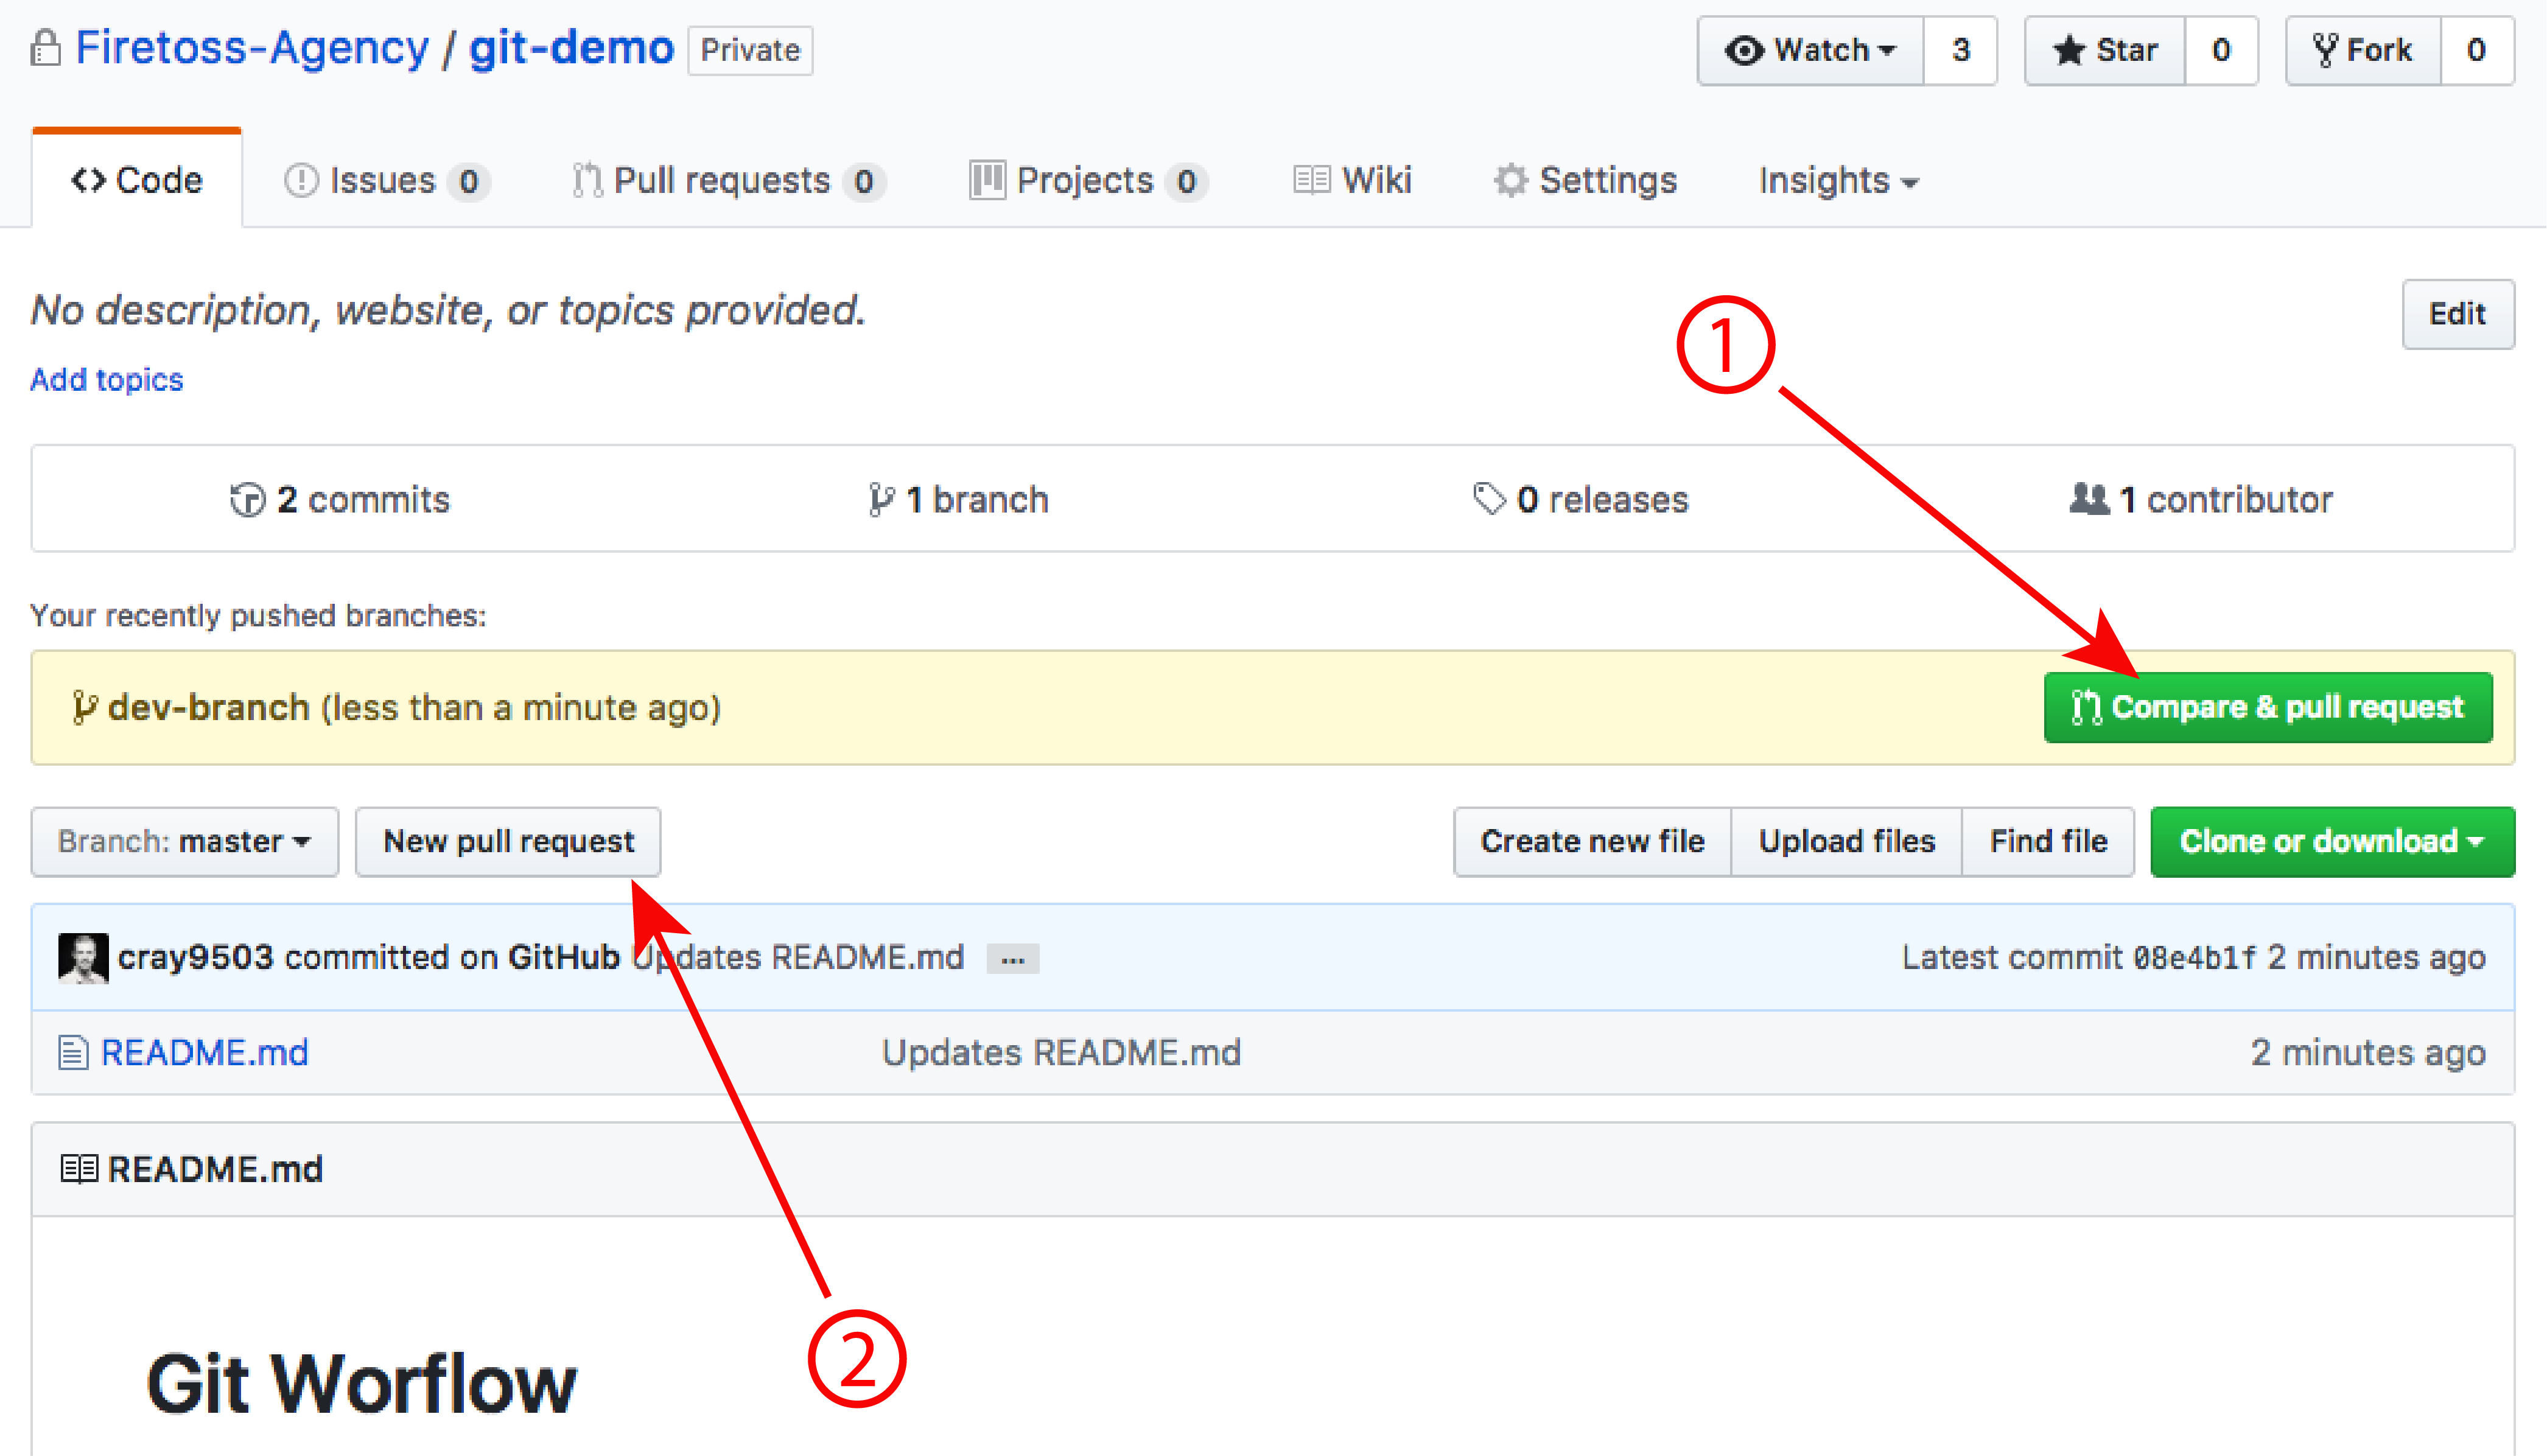 Firetoss-Agency / git-demo Private Watch 3 Star 0 Fork 0
Code Issues 0 Pull requests 0 Projects 0 Wiki Settings Insights
No description, website, or topics provided. Edit
1
Add topics
2 commits 1 branch 0 releases 1 contributor
Your recently pushed branches:
dev-branch (less than a minute ago) Compare & pull request
Branch: master New pull request Create new file Upload files Find file Clone or download
cray9503 committed on GitHub Updates README.md ... Latest commit 08e4b1f 2 minutes ago
README.md Updates README.md 2 minutes ago
README.md
2
Git Worflow